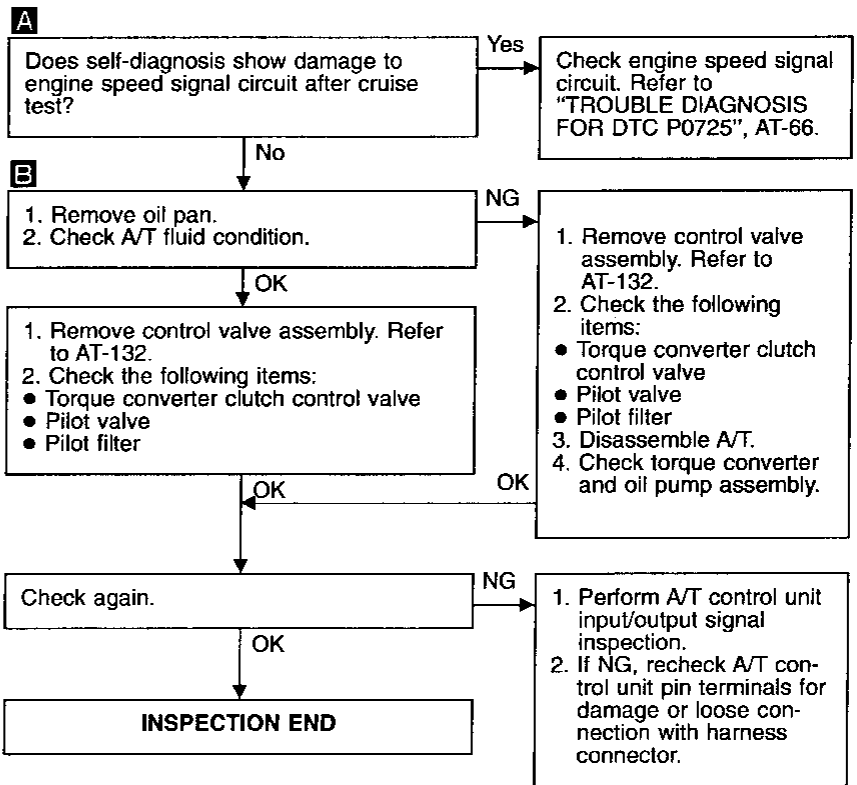 A
Does self-diagnosis show damage to
engine speed signal circuit after cruise
test?
Yes
Check engine speed signal
circuit. Refer to
“TROUBLE DIAGNOSIS
FOR DTC P0725”, AT-66.
No
B
1. Remove oil pan.
2. Check A/T fluid condition.
NG
1. Remove control valve
assembly. Refer to
AT-132.
2. Check the following
items:
● Torque converter clutch
control valve
● Pilot valve
● Pilot filter
3. Disassemble A/T.
4. Check torque converter
and oil pump assembly.
OK
1. Remove control valve assembly. Refer
to AT-132.
2. Check the following items:
● Torque converter clutch control valve
● Pilot valve
● Pilot filter
OK
OK
Check again.
NG
1. Perform A/T control unit
input/output signal
inspection.
2. If NG, recheck A/T con-
trol unit pin terminals for
damage or loose con-
nection with harness
connector.
OK
INSPECTION END